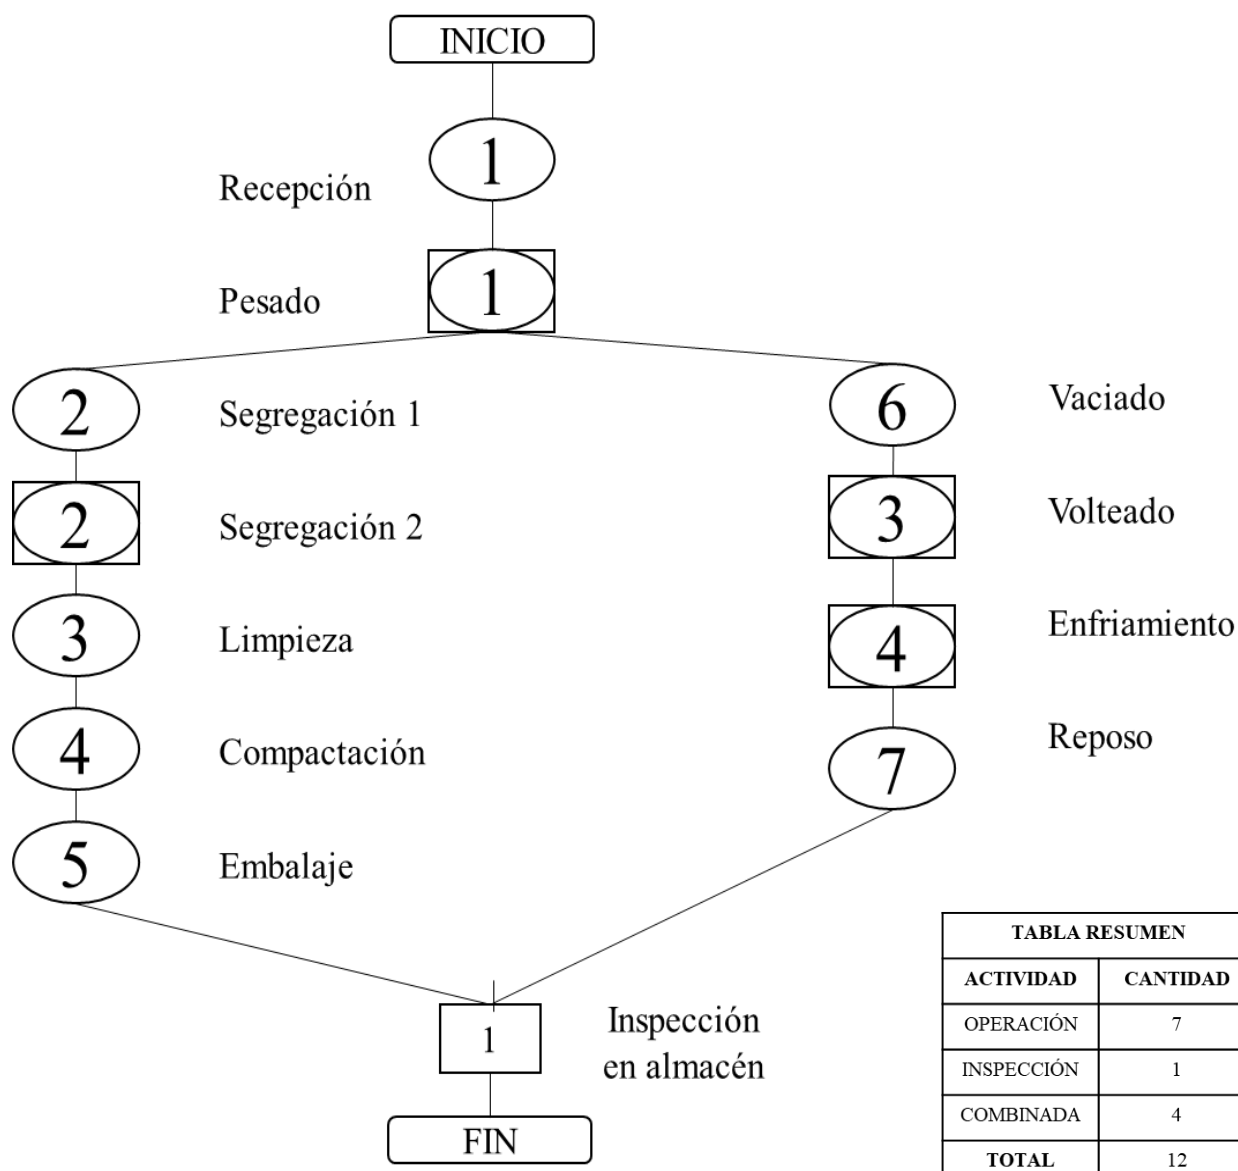 INICIO
1
Recepción
1
Pesado
2
Segregación 1
2
Segregación 2
3
Limpieza
4
Compactación
5
Embalaje
6
Vaciado
3
Volteado
4
Enfriamiento
7
Reposo
1
Inspección
en almacén
FIN
TABLA RESUMEN
ACTIVIDAD CANTIDAD
OPERACIÓN 7
INSPECCIÓN 1
COMBINADA 4
TOTAL 12